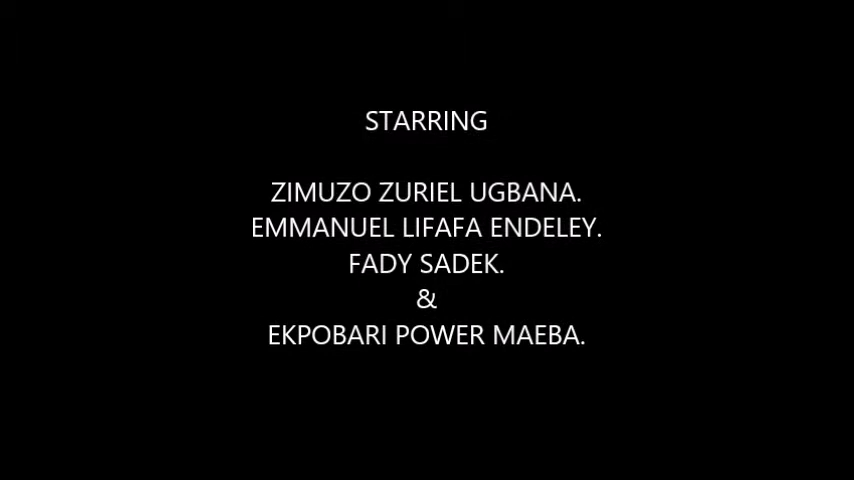 STARRING
ZIMUZO ZURIEL UGBANA.
EMMANUEL LIFAFA ENDELEY.
FADY SADEK.
&
EKPOBARI POWER MAEBA.